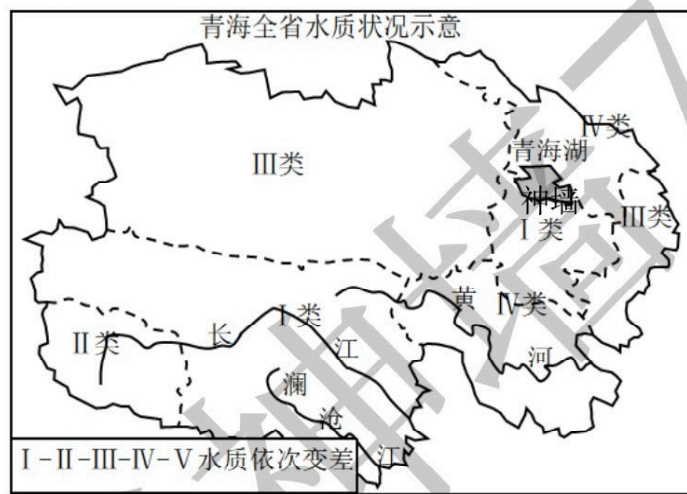 青海全省水质状况示意
Ⅳ类
青海湖
Ⅲ类
神墙
Ⅲ类
Ⅰ类
黄
Ⅳ类
Ⅰ类
长
Ⅱ类
江
河
澜
沧
江
Ⅰ-Ⅱ-Ⅲ-Ⅳ-Ⅴ水质依次变差
神墙